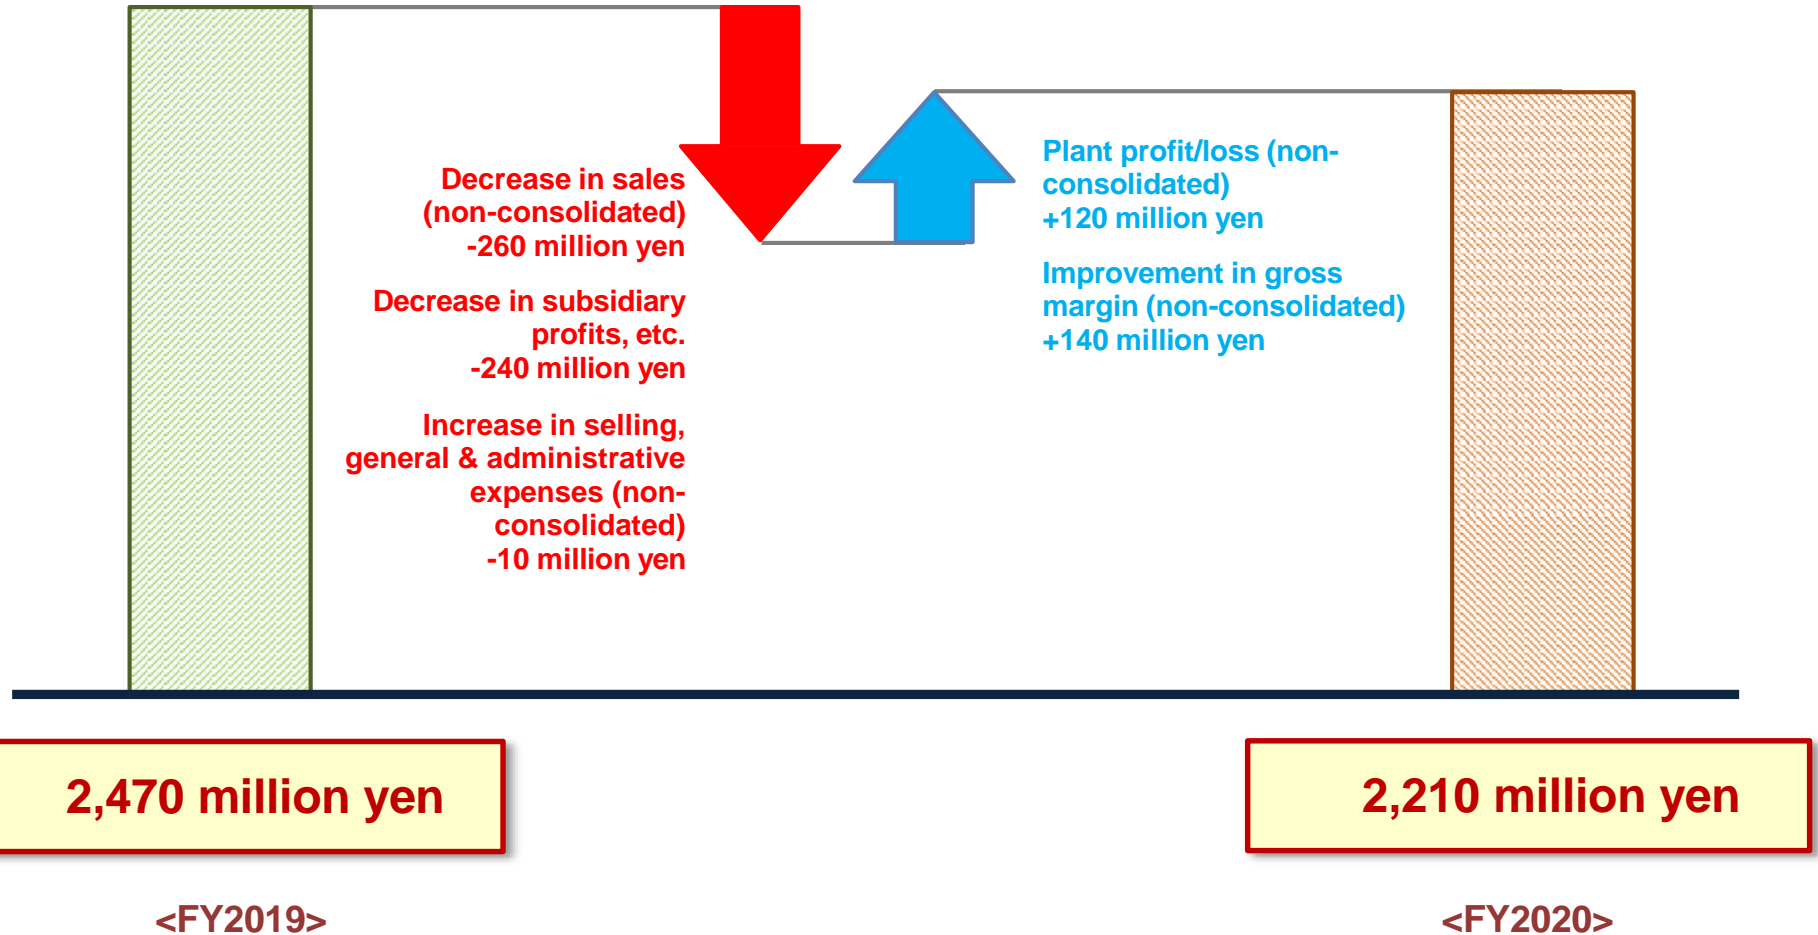 Decrease in sales
(non-consolidated)
-260 million yen
Decrease in subsidiary
profits, etc.
-240 million yen
Increase in selling,
general & administrative
expenses (non-
consolidated)
-10 million yen
Plant profit/loss (non-
consolidated)
+120 million yen
Improvement in gross
margin (non-consolidated)
+140 million yen
2,470 million yen
2,210 million yen
<FY2019>
<FY2020>